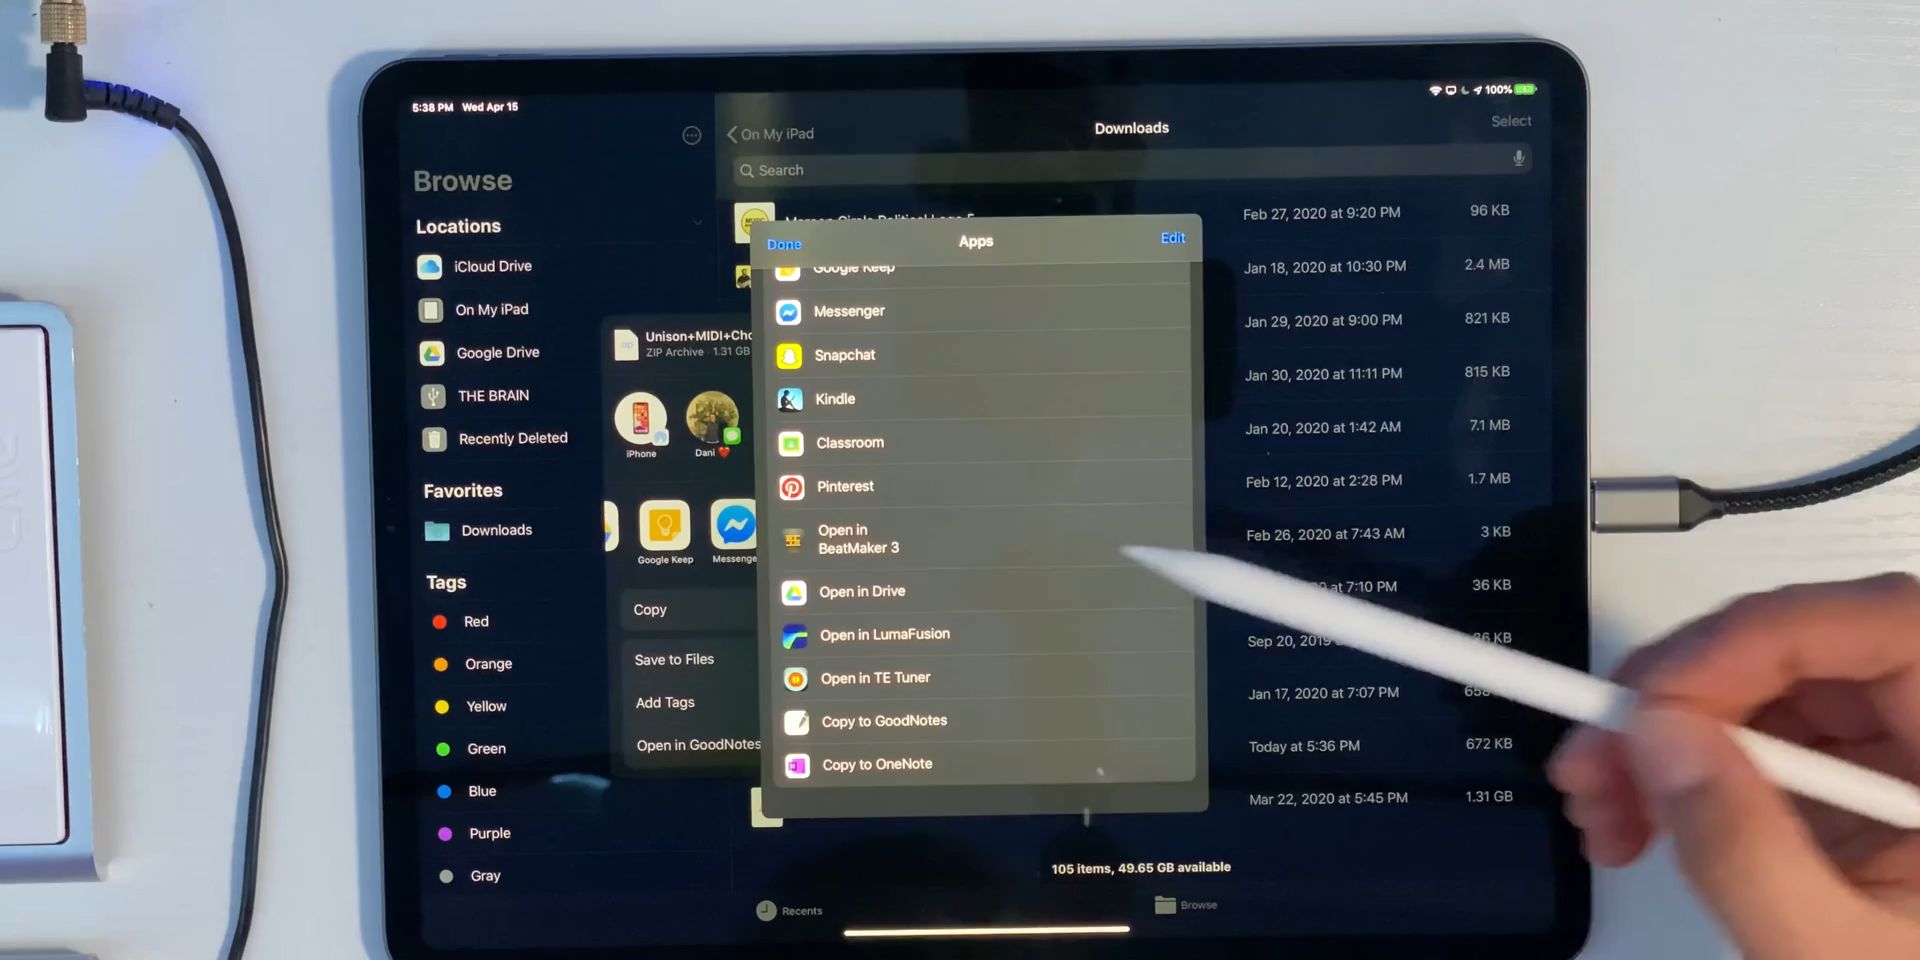 5:38 PM Wed Apr 15
100%
Browse
Locations
iCloud Drive
On My iPad
Google Drive
THE BRAIN
Recently Deleted
Favorites
Downloads
Tags
Red
Orange
Yellow
Green
Blue
Purple
Gray
On My iPad
Downloads
Select
Search
Unison+MIDI+Cho
ZIP Archive · 1.31 GB
iPhone
Dani ❤️
Google Keep
Messenge
Copy
Save to Files
Add Tags
Open in GoodNotes
Done
Apps
Edit
Google Keep
Messenger
Snapchat
Kindle
Classroom
Pinterest
Open in
BeatMaker 3
Open in Drive
Open in LumaFusion
Open in TE Tuner
Copy to GoodNotes
Copy to OneNote
Feb 27, 2020 at 9:20 PM 96 KB
Jan 18, 2020 at 10:30 PM 2.4 MB
Jan 29, 2020 at 9:00 PM 821 KB
Jan 30, 2020 at 11:11 PM 815 KB
Jan 20, 2020 at 1:42 AM 7.1 MB
Feb 12, 2020 at 2:28 PM 1.7 MB
Feb 26, 2020 at 7:43 AM 3 KB
at 7:10 PM 36 KB
Sep 20, 2019 KB
Jan 17, 2020 at 7:07 PM
Today at 5:36 PM 672 KB
Mar 22, 2020 at 5:45 PM 1.31 GB
105 items, 49.65 GB available
Recents
Browse